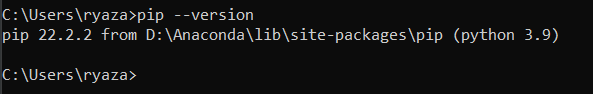 C:\Users\ryaza>pip --version
pip 22.2.2 from D:\Anaconda\lib\site-packages\pip (python 3.9)
C:\Users\ryaza>